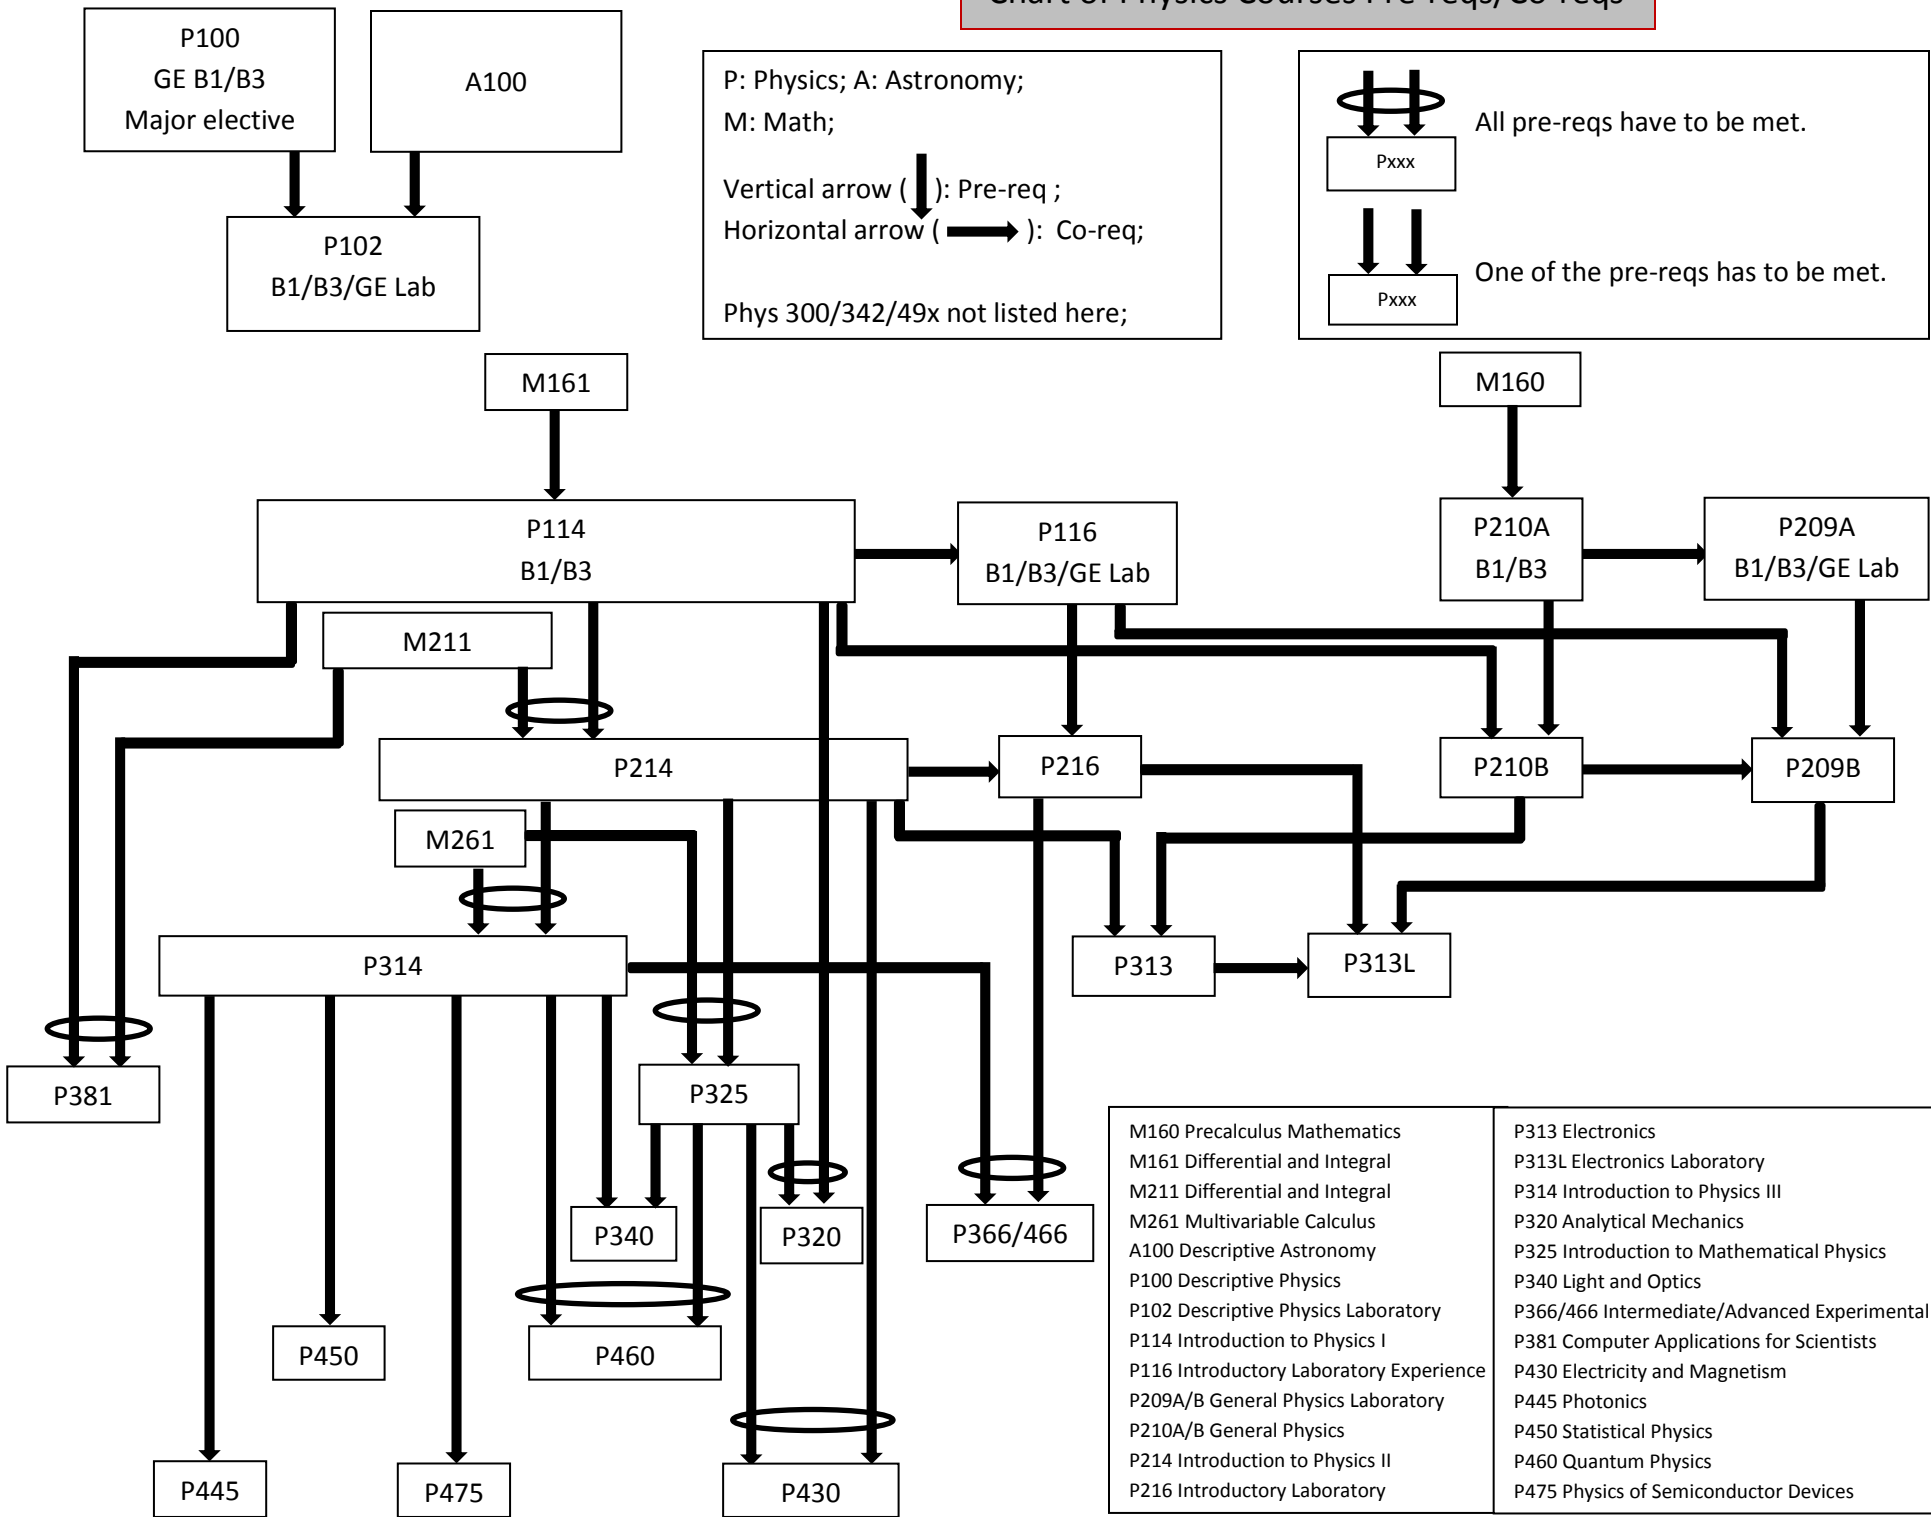 Chart of Physics Courses Pre-reqs/Co-reqs
P100
GE B1/B3
Major elective
A100
P102
B1/B3/GE Lab
P: Physics; A: Astronomy;
M: Math;
Vertical arrow ( ): Pre-req ;
Horizontal arrow ( ): Co-req;
Phys 300/342/49x not listed here;
All pre-reqs have to be met.
Pxxx
One of the pre-reqs has to be met.
Pxxx
M161
M160
P114
B1/B3
P116
B1/B3/GE Lab
P210A
B1/B3
P209A
B1/B3/GE Lab
M211
P214
P216
P210B
P209B
M261
P314
P313
P313L
P381
P325
P340
P320
P366/466
P450
P460
P445
P475
P430
M160 Precalculus Mathematics
M161 Differential and Integral
M211 Differential and Integral
M261 Multivariable Calculus
A100 Descriptive Astronomy
P100 Descriptive Physics
P102 Descriptive Physics Laboratory
P114 Introduction to Physics I
P116 Introductory Laboratory Experience
P209A/B General Physics Laboratory
P210A/B General Physics
P214 Introduction to Physics II
P216 Introductory Laboratory
P313 Electronics
P313L Electronics Laboratory
P314 Introduction to Physics III
P320 Analytical Mechanics
P325 Introduction to Mathematical Physics
P340 Light and Optics
P366/466 Intermediate/Advanced Experimental
P381 Computer Applications for Scientists
P430 Electricity and Magnetism
P445 Photonics
P450 Statistical Physics
P460 Quantum Physics
P475 Physics of Semiconductor Devices